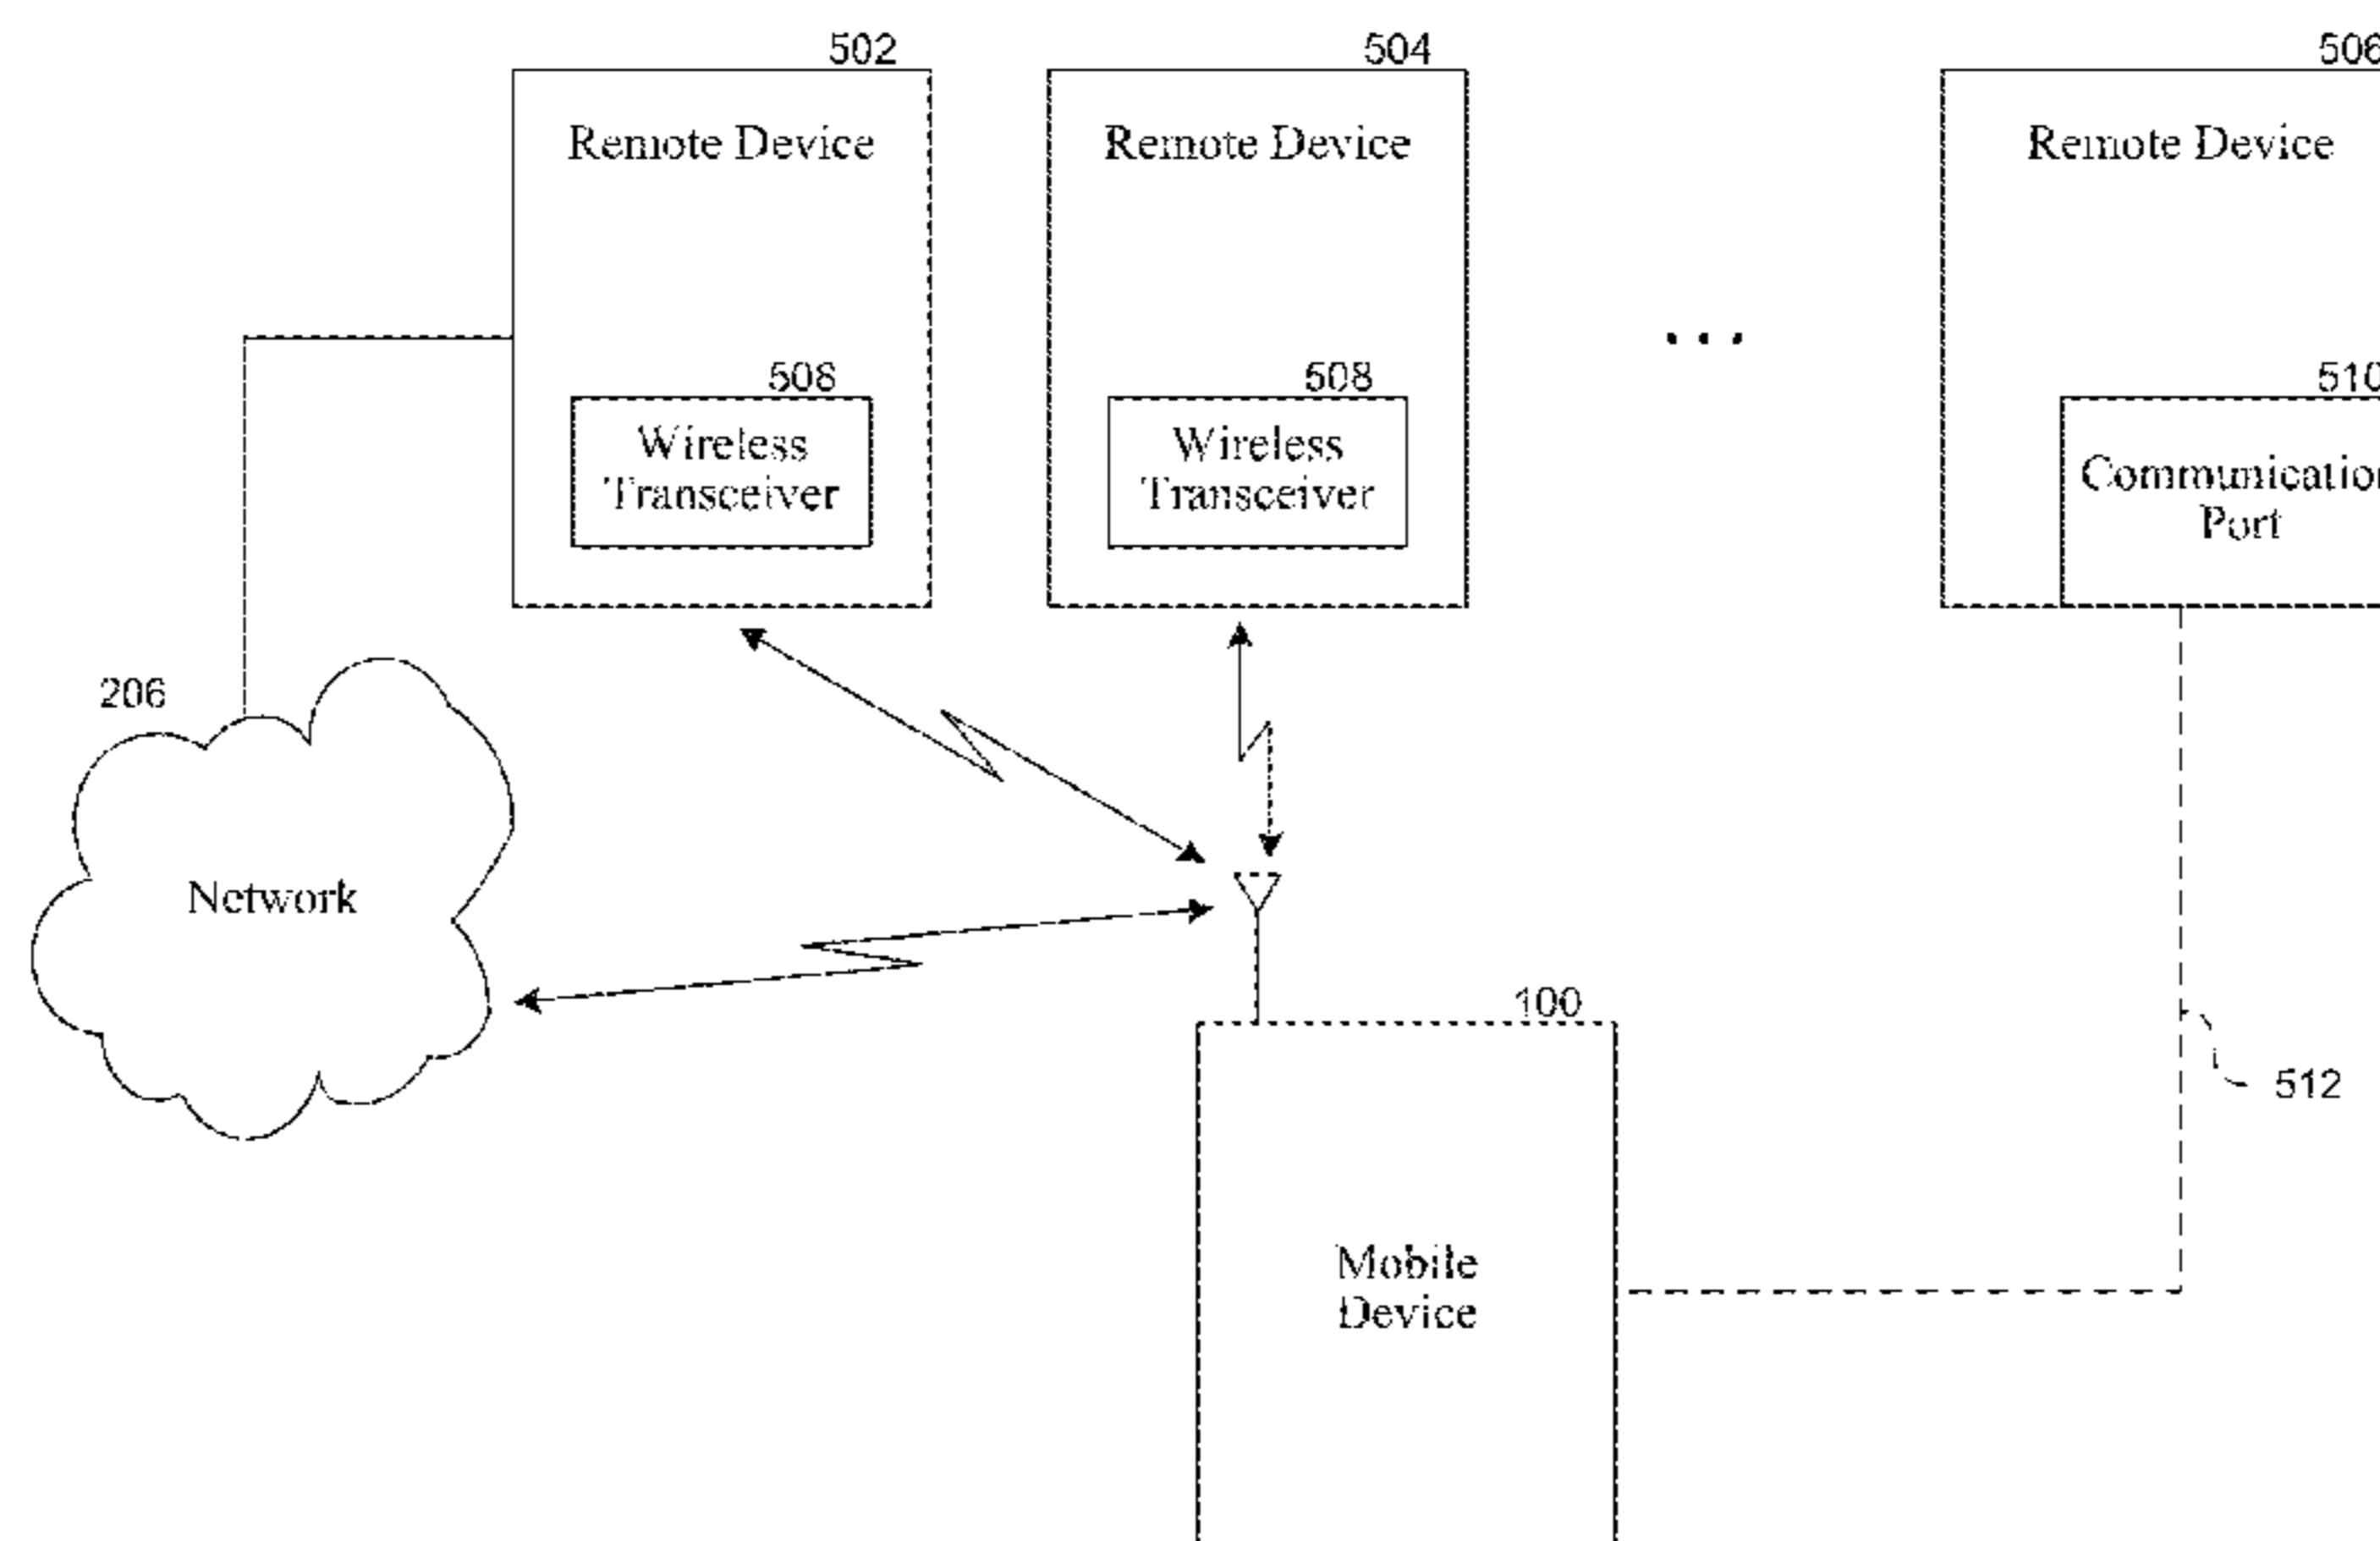 502
504
506
Remote Device
Remote Device
Remote Device
508
508
510
Wireless
Transceiver
Wireless
Transceiver
Communication
Port
206
Network
100
512
Mobile
Device